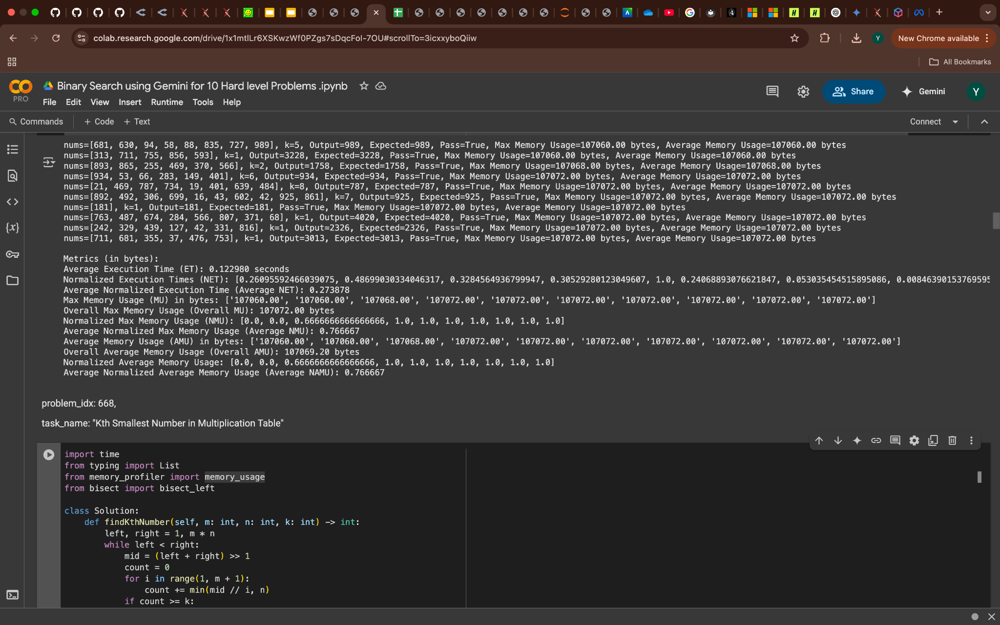 colab.research.google.com/drive/1x1mtlLr6XSKwzWf0PZgs7sDqcFoI-7OU#scrollTo=3icxxyboQiiw
Y
New Chrome available
All Bookmarks
CO
PRO
Binary Search using Gemini for 10 Hard level Problems .ipynb
File Edit View Insert Runtime Tools Help
Share
Gemini
Y
Commands
+ Code
+ Text
Connect
nums=[681, 630, 94, 58, 88, 835, 727, 989], k=5, Output=989, Expected=989, Pass=True, Max Memory Usage=107060.00 bytes, Average Memory Usage=107060.00 bytes
nums=[313, 711, 755, 856, 593], k=1, Output=3228, Expected=3228, Pass=True, Max Memory Usage=107060.00 bytes, Average Memory Usage=107060.00 bytes
nums=[893, 865, 255, 469, 370, 566], k=2, Output=1758, Expected=1758, Pass=True, Max Memory Usage=107068.00 bytes, Average Memory Usage=107068.00 bytes
nums=[934, 53, 66, 283, 149, 401], k=6, Output=934, Expected=934, Pass=True, Max Memory Usage=107072.00 bytes, Average Memory Usage=107072.00 bytes
nums=[21, 469, 787, 734, 19, 401, 639, 484], k=8, Output=787, Expected=787, Pass=True, Max Memory Usage=107072.00 bytes, Average Memory Usage=107072.00 bytes
nums=[892, 492, 306, 699, 16, 43, 602, 42, 925, 861], k=7, Output=925, Expected=925, Pass=True, Max Memory Usage=107072.00 bytes, Average Memory Usage=107072.00 bytes
nums=[181], k=1, Output=181, Expected=181, Pass=True, Max Memory Usage=107072.00 bytes, Average Memory Usage=107072.00 bytes
nums=[763, 487, 674, 284, 566, 807, 371, 68], k=1, Output=4020, Expected=4020, Pass=True, Max Memory Usage=107072.00 bytes, Average Memory Usage=107072.00 bytes
nums=[242, 329, 439, 127, 42, 331, 816], k=1, Output=2326, Expected=2326, Pass=True, Max Memory Usage=107072.00 bytes, Average Memory Usage=107072.00 bytes
nums=[711, 681, 355, 37, 476, 753], k=1, Output=3013, Expected=3013, Pass=True, Max Memory Usage=107072.00 bytes, Average Memory Usage=107072.00 bytes
Metrics (in bytes):
Average Execution Time (ET): 0.122980 seconds
Normalized Execution Times (NET): [0.26095592466039075, 0.48699030334046317, 0.3284564936799947, 0.30529280123049607, 1.0, 0.24068893076621847, 0.053035454515895086, 0.00846390153769595
Average Normalized Execution Time (Average NET): 0.273878
Max Memory Usage (MU) in bytes: ['107060.00', '107060.00', '107068.00', '107072.00', '107072.00', '107072.00', '107072.00', '107072.00', '107072.00', '107072.00']
Overall Max Memory Usage (Overall MU): 107072.00 bytes
Normalized Max Memory Usage (NMU): [0.0, 0.0, 0.6666666666666666, 1.0, 1.0, 1.0, 1.0, 1.0, 1.0, 1.0]
Average Normalized Max Memory Usage (Average NMU): 0.766667
Average Memory Usage (AMU) in bytes: ['107060.00', '107060.00', '107068.00', '107072.00', '107072.00', '107072.00', '107072.00', '107072.00', '107072.00', '107072.00']
Overall Average Memory Usage (Overall AMU): 107069.20 bytes
Normalized Average Memory Usage: [0.0, 0.0, 0.6666666666666666, 1.0, 1.0, 1.0, 1.0, 1.0, 1.0, 1.0]
Average Normalized Average Memory Usage (Average NAMU): 0.766667
problem_idx: 668,
task_name: "Kth Smallest Number in Multiplication Table"
import time
from typing import List
from memory_profiler import memory_usage
from bisect import bisect_left
class Solution:
def findKthNumber(self, m: int, n: int, k: int) -> int:
left, right = 1, m * n
while left < right:
mid = (left + right) >> 1
count = 0
for i in range(1, m + 1):
count += min(mid // i, n)
if count >= k: